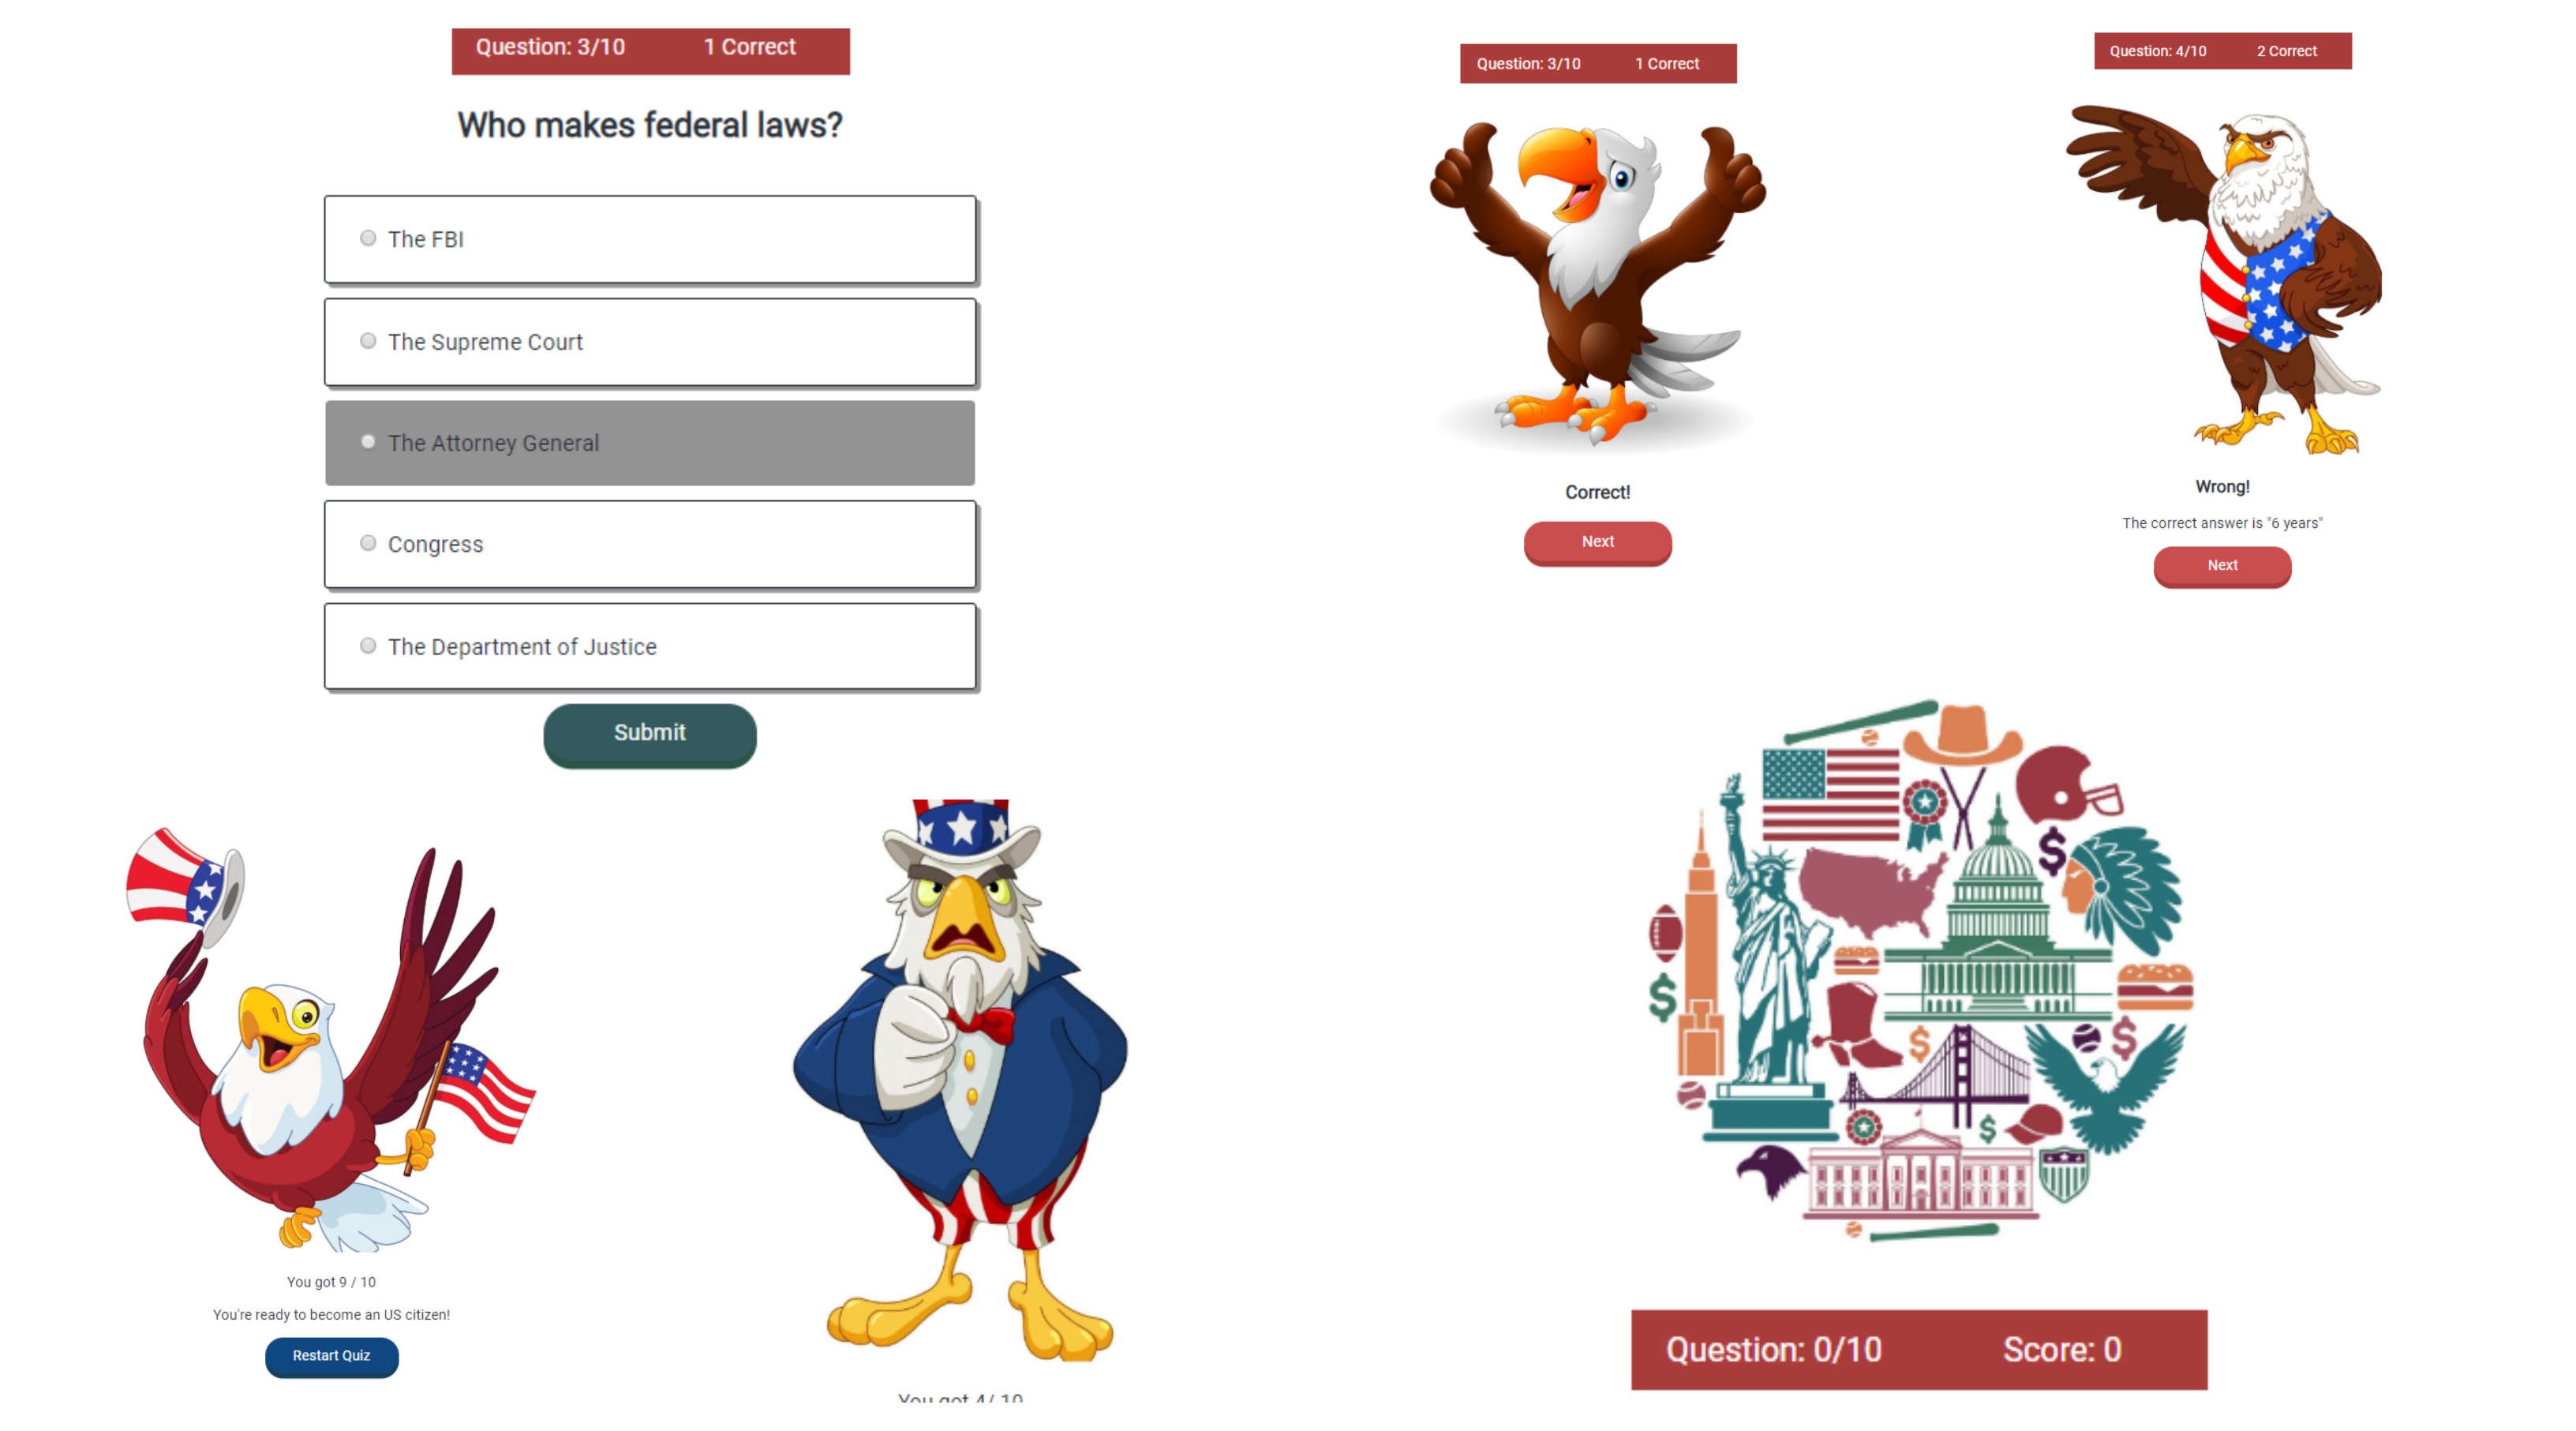 Question: 3/10 1 Correct
Who makes federal laws?
The FBI
The Supreme Court
The Attorney General
Congress
The Department of Justice
Submit
Question: 3/10 1 Correct
Correct!
Next
Question: 4/10 2 Correct
Wrong!
The correct answer is "6 years"
Next
You got 9 / 10
You're ready to become an US citizen!
Restart Quiz
You got 4/ 10
Question: 0/10 Score: 0